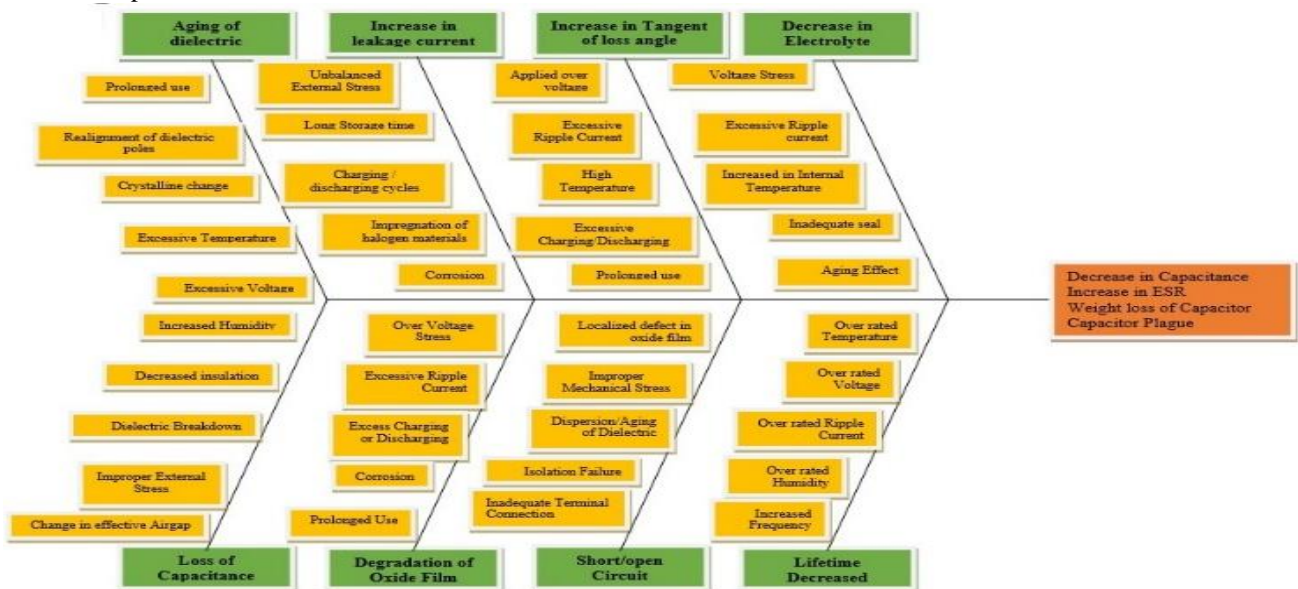 Aging of
dielectric
Increase in
leakage current
Increase in Tangent
of loss angle
Decrease in
Electrolyte
Prolonged use
Realignment of dielectric
poles
Crystalline change
Excessive Temperature
Excessive Voltage
Unbalanced
External Stress
Long Storage time
Charging /
discharging cycles
Impregnation of
halogen materials
Corrosion
Applied over
voltage
Excessive
Ripple Current
High
Temperature
Excessive
Charging/Discharging
Prolonged use
Voltage Stress
Excessive Ripple
current
Increased in Internal
Temperature
Inadequate seal
Aging Effect
Decrease in Capacitance
Increase in ESR
Weight loss of Capacitor
Capacitor Plague
Increased Humidity
Decreased insulation
Dielectric Breakdown
Improper External
Stress
Change in effective Airgap
Over Voltage
Stress
Excessive Ripple
Current
Excess Charging
or Discharging
Corrosion
Prolonged Use
Localized defect in
oxide film
Improper
Mechanical Stress
Dispersion/Aging
of Dielectric
Isolation Failure
Inadequate Terminal
Connection
Over rated
Temperature
Over rated
Voltage
Over rated Ripple
Current
Over rated
Humidity
Increased
Frequency
Loss of
Capacitance
Degradation of
Oxide Film
Short/open
Circuit
Lifetime
Decreased